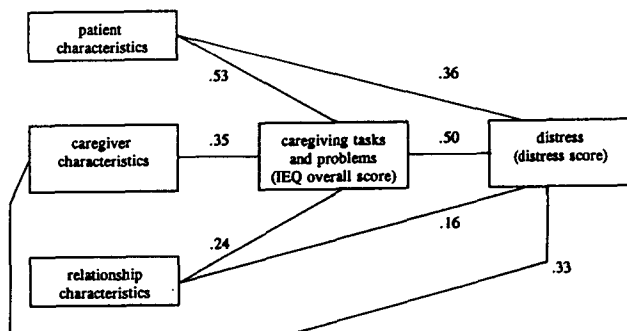 patient
characteristics
.53
.36
caregiver
characteristics
.35
caregiving tasks
and problems
(IEQ overall score)
.50
distress
(distress score)
.24
.16
relationship
characteristics
.33